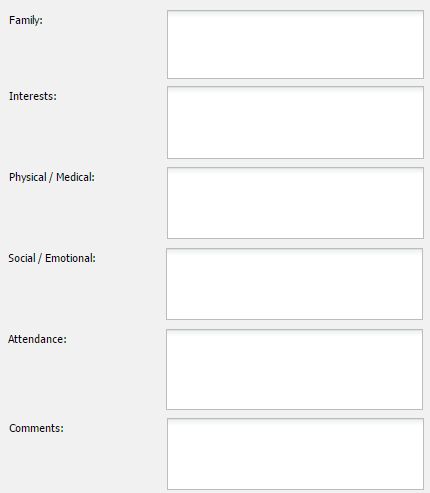 Family:
Interests:
Physical / Medical:
Social / Emotional:
Attendance:
Comments: